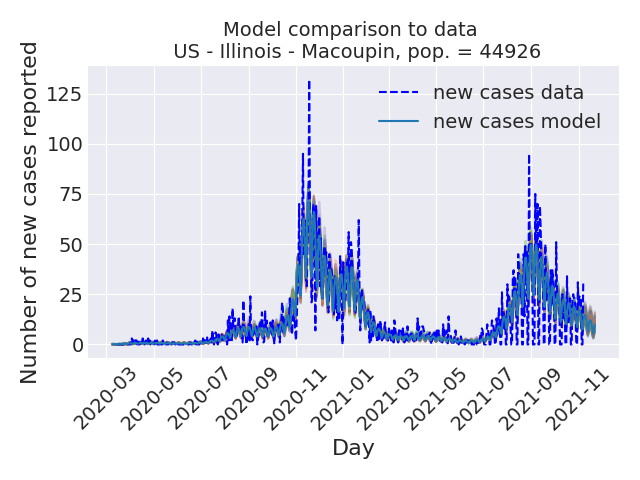 Model comparison to data
US - Illinois - Macoupin, pop. = 44926
Number of new cases reported
125
100
75
50
25
0
new cases data
new cases model
2020-03
2020-05
2020-07
2020-09
2020-11
2021-01
2021-03
2021-05
2021-07
2021-09
2021-11
Day